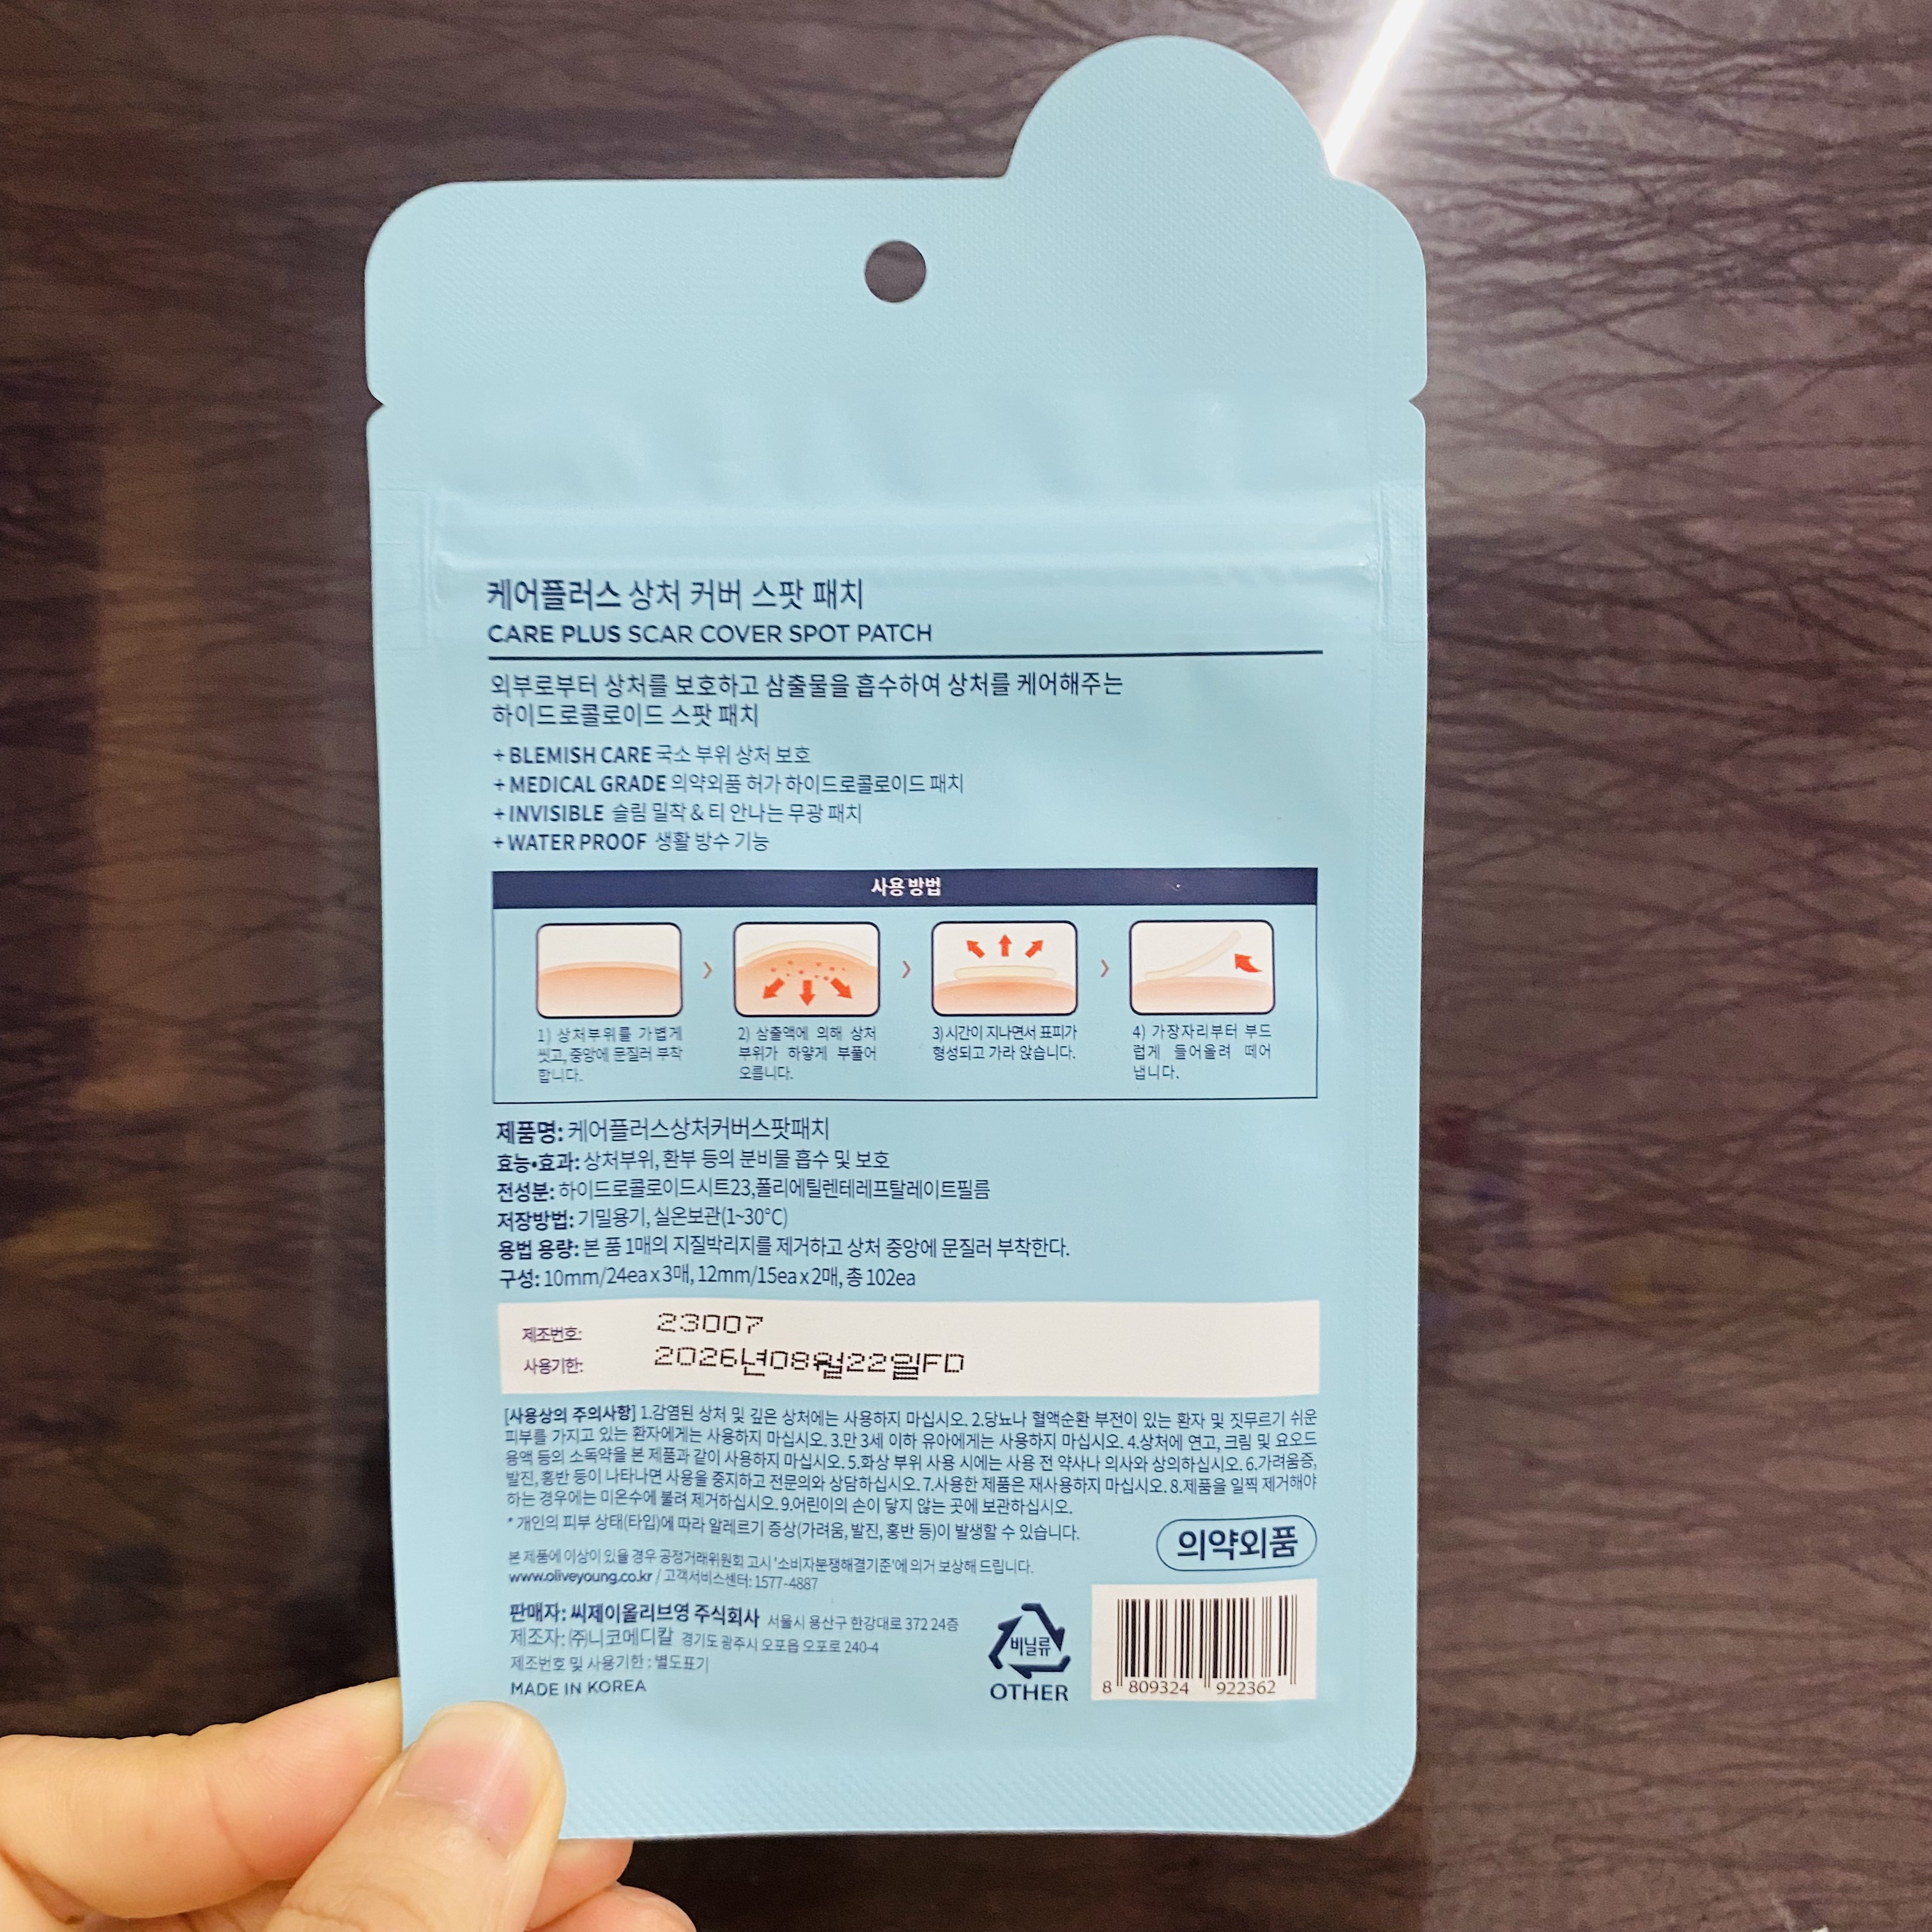 케어플러스 상처 커버 스팟 패치
CARE PLUS SCAR COVER SPOT PATCH
외부로부터 상처를 보호하고 삼출물을 흡수하여 상처를 케어해주는
하이드로콜로이드 스팟 패치
+ BLEMISH CARE 국소 부위 상처 보호
+ MEDICAL GRADE 의약외품 허가 하이드로콜로이드 패치
+ INVISIBLE 슬림 밀착 & 티 안나는 무광 패치
+ WATER PROOF 생활 방수 기능
사용방법
1) 상처부위를 가볍게
씻고, 중앙에 문질러 부착
합니다.
2) 삼출액에 의해 상처
부위가 하얗게 부풀어
오릅니다.
3) 시간이 지나면서 표피가
형성되고 가라 앉습니다.
4) 가장자리부터 부드
럽게 들어올려 떼어
냅니다.
제품명: 케어플러스상처커버스팟패치
효능•효과: 상처부위, 환부 등의 분비물 흡수 및 보호
전성분: 하이드로콜로이드시트23,폴리에틸렌테레프탈레이트필름
저장방법: 기밀용기, 실온보관(1~30°C)
용법 용량: 본 품 1매의 지질박리지를 제거하고 상처 중앙에 문질러 부착한다.
구성: 10mm/24ea x 3매, 12mm/15ea x 2매, 총 102ea
제조번호: 23007
사용기한: 2026년08월22일FD
[사용상의 주의사항] 1.감염된 상처 및 깊은 상처에는 사용하지 마십시오. 2.당뇨나 혈액순환 부전이 있는 환자 및 짓무르기 쉬운
피부를 가지고 있는 환자에게는 사용하지 마십시오. 3.만 3세 이하 유아에게는 사용하지 마십시오. 4.상처에 연고, 크림 및 요오드
용액 등의 소독약을 본 제품과 같이 사용하지 마십시오. 5.화상 부위 사용 시에는 사용 전 약사나 의사와 상의하십시오. 6.가려움증,
발진, 홍반 등이 나타나면 사용을 중지하고 전문의와 상담하십시오. 7.사용한 제품은 재사용하지 마십시오. 8.제품을 일찍 제거해야
하는 경우에는 미온수에 불려 제거하십시오. 9.어린이의 손이 닿지 않는 곳에 보관하십시오.
* 개인의 피부 상태(타입)에 따라 알레르기 증상(가려움, 발진, 홍반 등)이 발생할 수 있습니다.
의약외품
본 제품에 이상이 있을 경우 공정거래위원회 고시 '소비자분쟁해결기준'에 의거 보상해 드립니다.
www.oliveyoung.co.kr / 고객서비스센터: 1577-4887
판매자: 씨제이올리브영 주식회사 서울시 용산구 한강대로 372 24층
제조자: ㈜니코메디칼 경기도 광주시 오포읍 오포로 240-4
제조번호 및 사용기한 : 별도표기
MADE IN KOREA
비닐류
OTHER
8 809324 922362